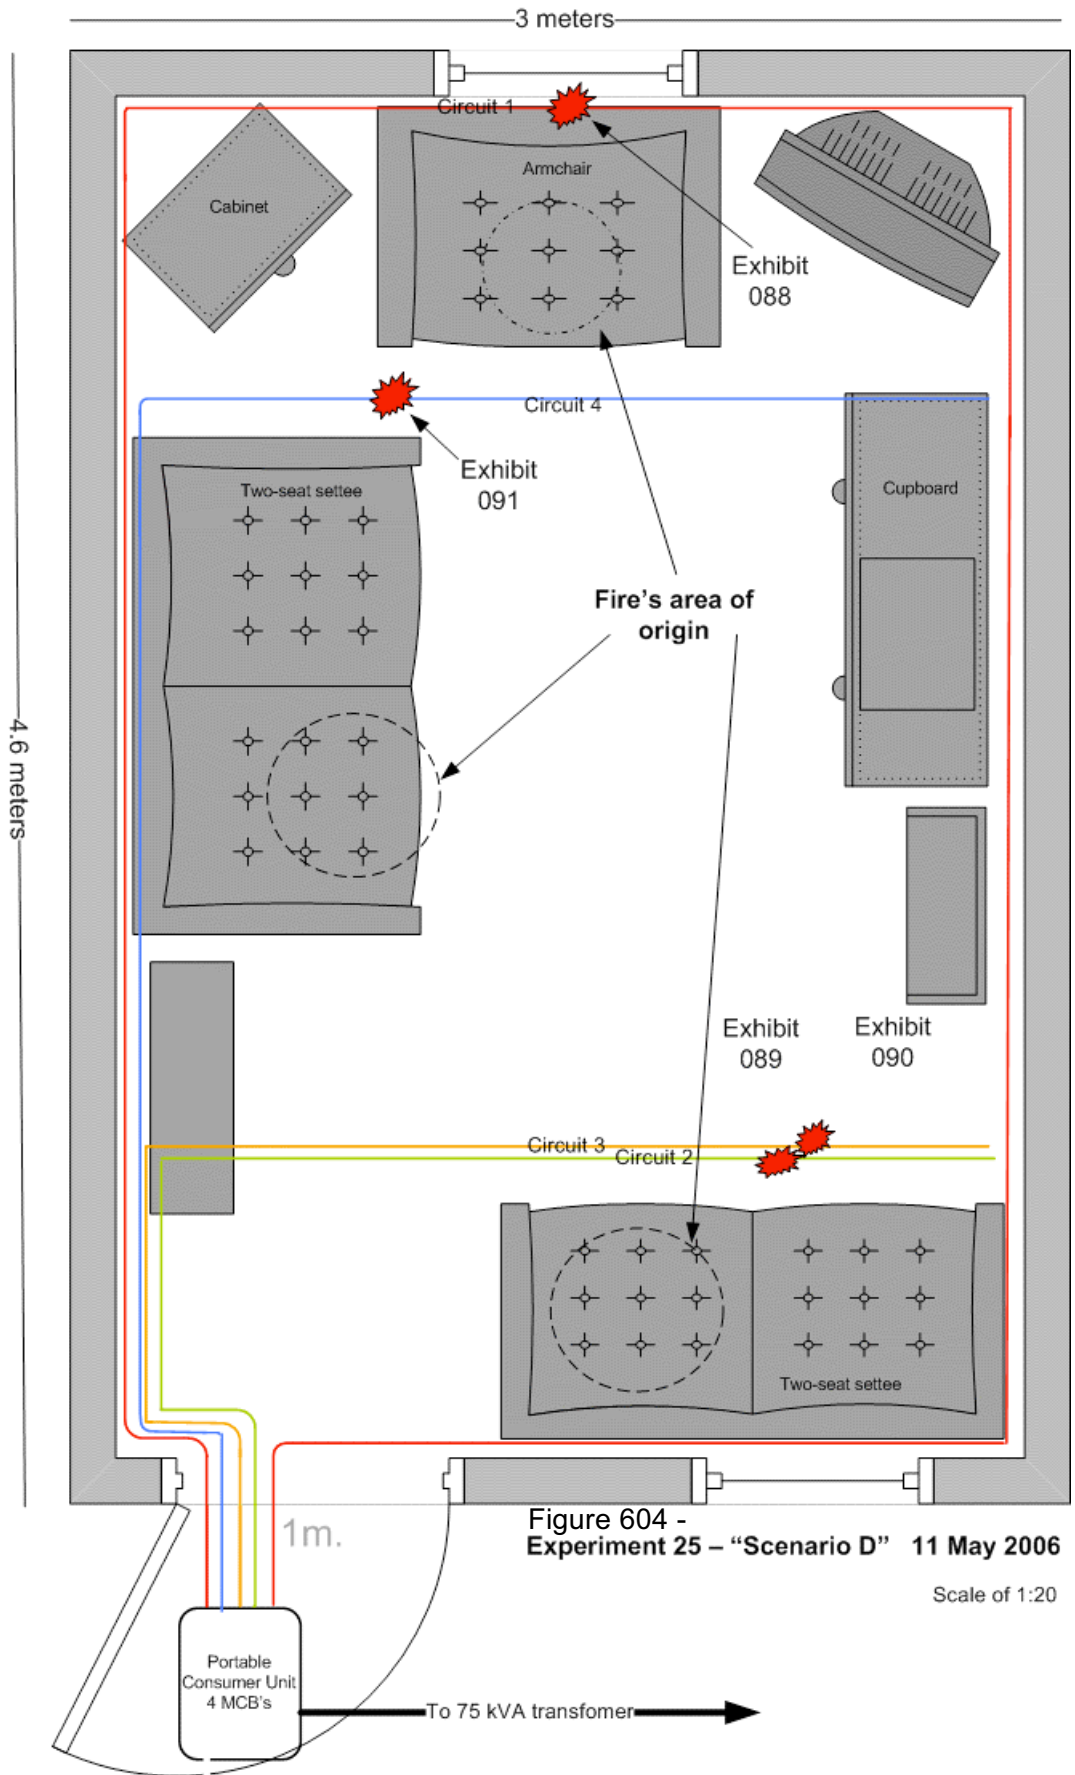 3 meters
Circuit 1
Armchair
Cabinet
Exhibit
088
Circuit 4
Exhibit
091
Two-seat settee
Cupboard
Fire's area of
origin
4.6 meters
Exhibit
089
Exhibit
090
Circuit 3
Circuit 2
Two-seat settee
1m.
Figure 604 -
Experiment 25 – “Scenario D” 11 May 2006
Scale of 1:20
Portable
Consumer Unit
4 MCB's
To 75 kVA transfomer